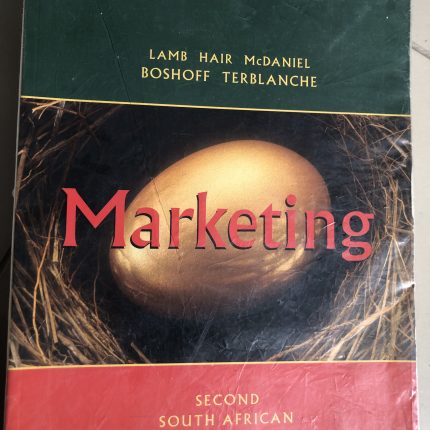 LAMB HAIR McDANIEL
BOSHOFF TERBLANCHE
Marketing
SECOND
SOUTH AFRICAN